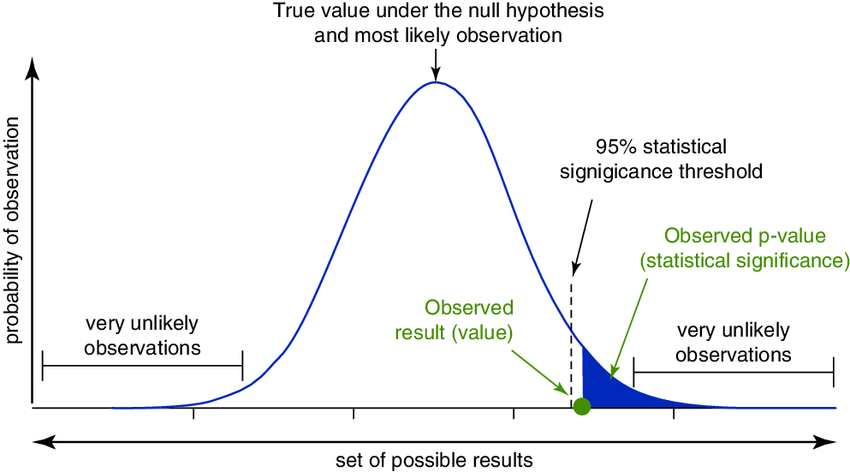 True value under the null hypothesis
and most likely observation
probability of observation
95% statistical
signigicance threshold
Observed p-value
(statistical significance)
Observed
result (value)
very unlikely
observations
very unlikely
observations
set of possible results